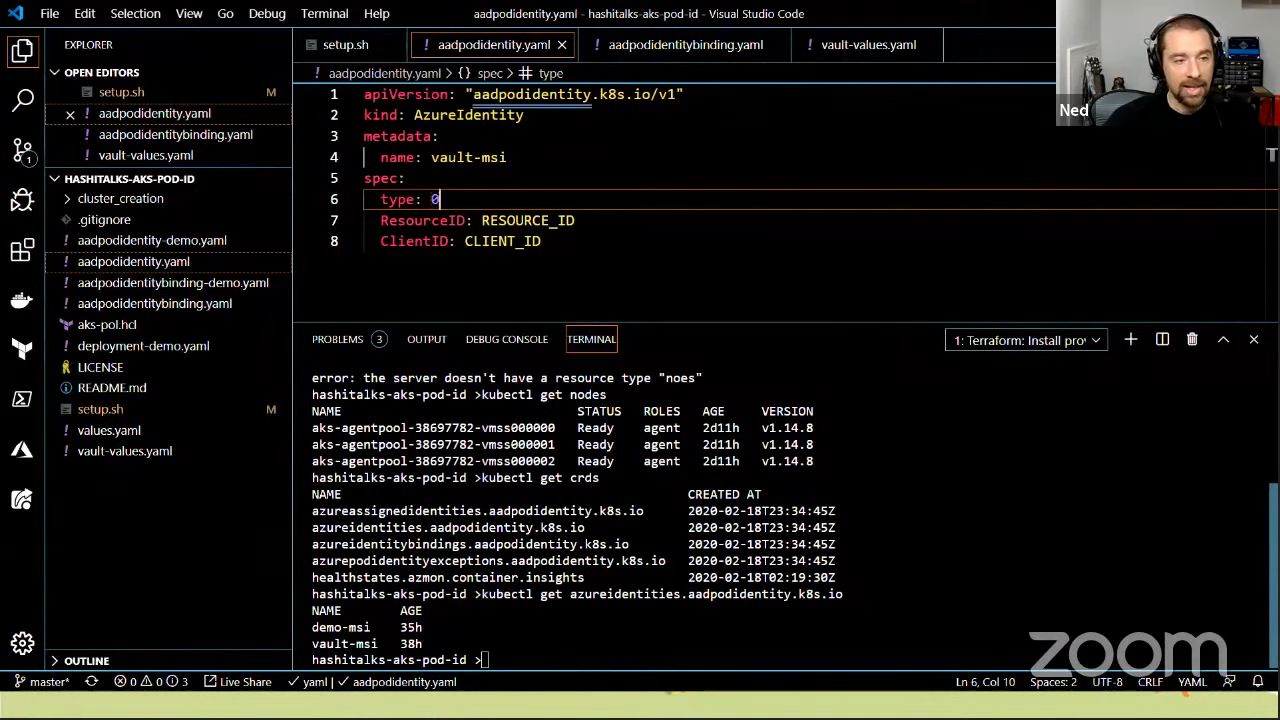 File Edit Selection View Go Debug Terminal Help
aadpodidentity.yaml - hashitalks-aks-pod-id - Visual Studio Code
EXPLORER
OPEN EDITORS
setup.sh M
aadpodidentity.yaml
aadpodidentitybinding.yaml
vault-values.yaml
HASHITALKS-AKS-POD-ID
cluster_creation
.gitignore
aadpodidentity-demo.yaml
aadpodidentity.yaml
aadpodidentitybinding-demo.yaml
aadpodidentitybinding.yaml
aks-pol.hd
deployment-demo.yaml
LICENSE
README.md
setup.sh M
values.yaml
vault-values.yaml
OUTLINE
setup.sh aadpodidentity.yaml aadpodidentitybinding.yaml vault-values.yaml
aadpodidentity.yaml > {} spec > type
1 apiVersion: "aadpodidentity.k8s.io/v1"
2 kind: AzureIdentity
3 metadata:
4 name: vault-msi
5 spec:
6 type: 0
7 ResourceID: RESOURCE_ID
8 ClientID: CLIENT_ID
Ned
PROBLEMS 3 OUTPUT DEBUG CONSOLE TERMINAL 1: Terraform: Install prov
error: the server doesn't have a resource type "noes"
hashitalks-aks-pod-id >kubectl get nodes
NAME STATUS ROLES AGE VERSION
aks-agentpool-38697782-vmss000000 Ready agent 2d11h v1.14.8
aks-agentpool-38697782-vmss000001 Ready agent 2d11h v1.14.8
aks-agentpool-38697782-vmss000002 Ready agent 2d11h v1.14.8
hashitalks-aks-pod-id >kubectl get crds
NAME CREATED AT
azureassignedidentities.aadpodidentity.k8s.io 2020-02-18T23:34:45Z
azureidentities.aadpodidentity.k8s.io 2020-02-18T23:34:45Z
azureidentitybindings.aadpodidentity.k8s.io 2020-02-18T23:34:45Z
azurepodidentityexceptions.aadpodidentity.k8s.io 2020-02-18T23:34:45Z
healthstates.azmon.container.insights 2020-02-18T02:19:30Z
hashitalks-aks-pod-id >kubectl get azureidentities.aadpodidentity.k8s.io
NAME AGE
demo-msi 35h
vault-msi 38h
hashitalks-aks-pod-id >
zoom
master* 0 0 3 Live Share yaml | aadpodidentity.yaml Ln 6, Col 10 Spaces: 2 UTF-8 CRLF YAML